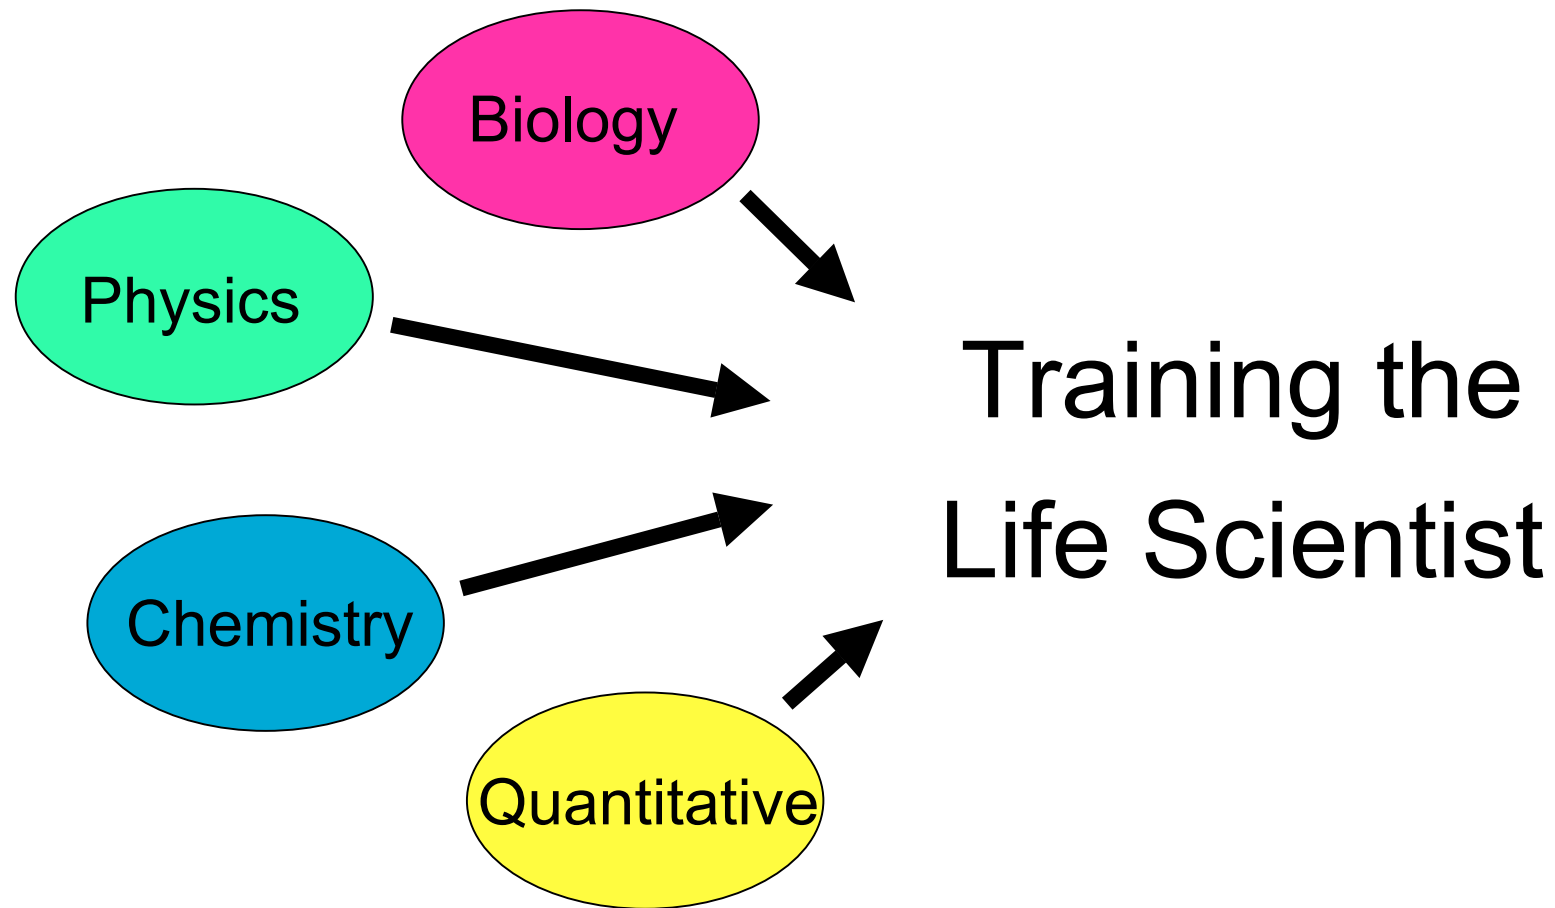 Biology
Physics
Training the
Life Scientist
Chemistry
Quantitative